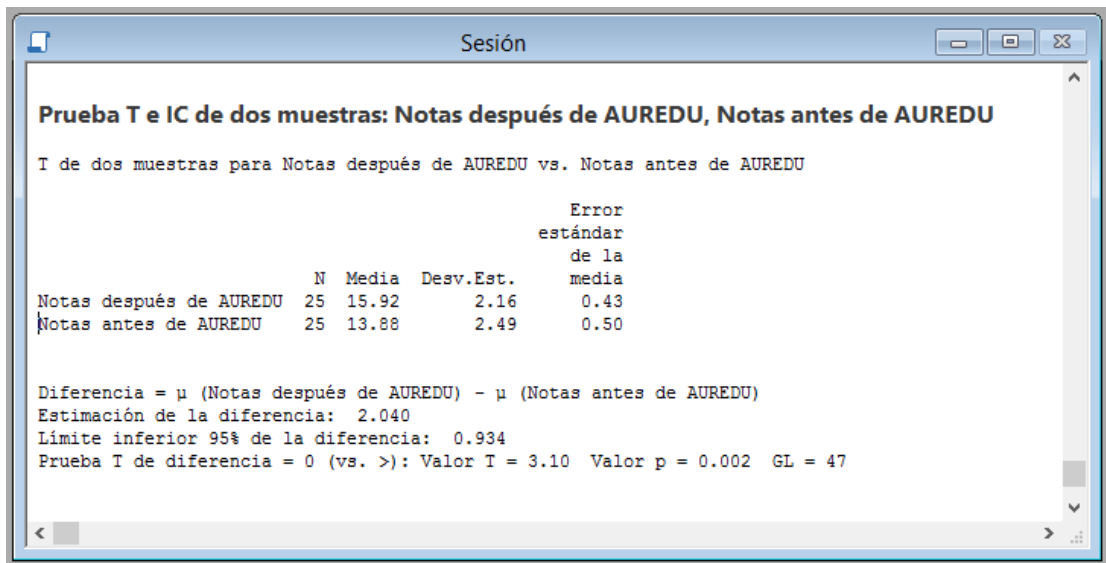 Sesión
Prueba T e IC de dos muestras: Notas después de AUREDU, Notas antes de AUREDU
T de dos muestras para Notas después de AUREDU vs. Notas antes de AUREDU
Error
estándar
de la
N Media Desv.Est. media
Notas después de AUREDU 25 15.92 2.16 0.43
Notas antes de AUREDU 25 13.88 2.49 0.50
Diferencia = μ (Notas después de AUREDU) - μ (Notas antes de AUREDU)
Estimación de la diferencia: 2.040
Límite inferior 95% de la diferencia: 0.934
Prueba T de diferencia = 0 (vs. >): Valor T = 3.10 Valor p = 0.002 GL = 47